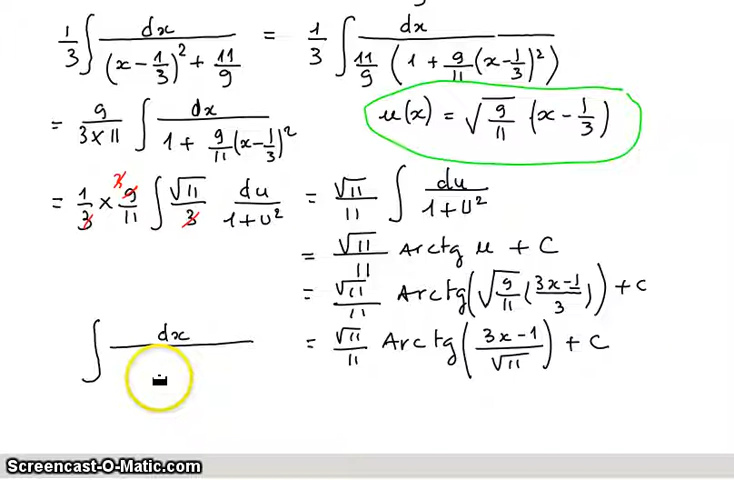 1/3 ∫ dx / ((x - 1/3)² + 11/9) = 1/3 ∫ dx / (11/9 (1 + 9/11 (x - 1/3)²))
= 9/(3×11) ∫ dx / (1 + 9/11 (x - 1/3)²)
u(x) = √(9/11) (x - 1/3)
= 1/3 × 9/11 ∫ √11/3 du/(1+U²) = √11/11 ∫ du/(1+U²)
3
= √11/11 Arctg u + C
= √11/11 Arctg(√(9/11) (3x-1)/3) + C
∫ dx = √11/11 Arctg((3x-1)/√11) + C
Screencast-O-Matic.com